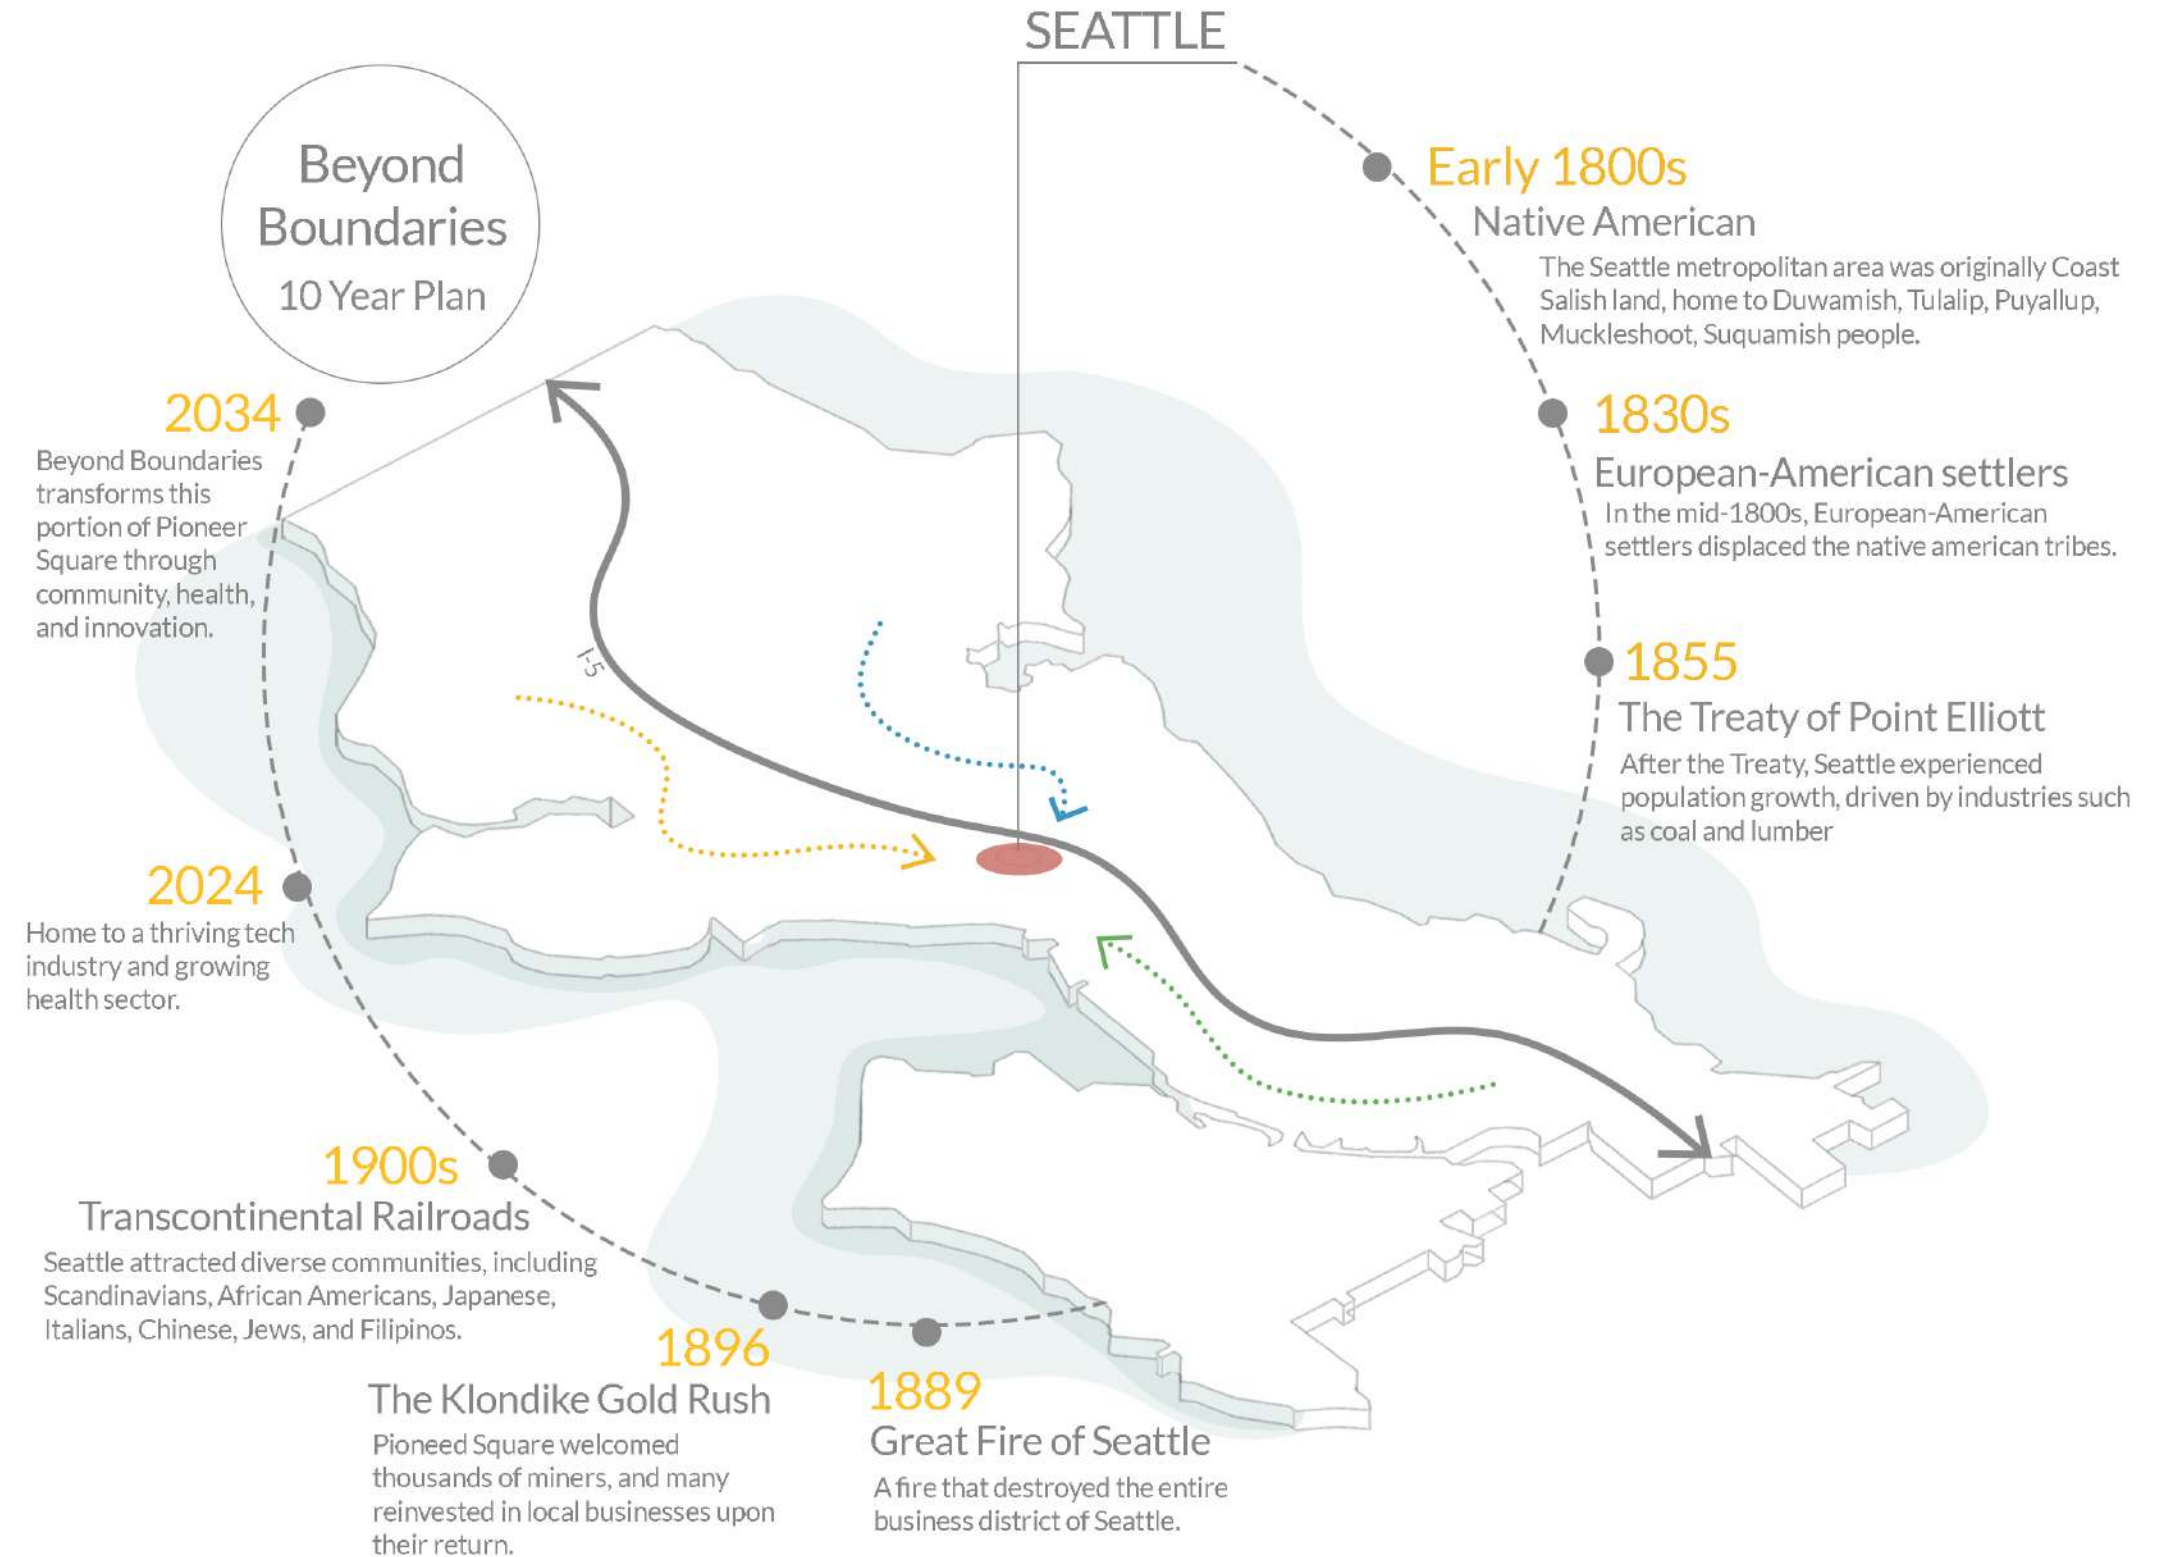 SEATTLE
Beyond
Boundaries
10 Year Plan
Early 1800s
Native American
The Seattle metropolitan area was originally Coast
Salish land, home to Duwamish, Tulalip, Puyallup,
Muckleshoot, Suquamish people.
1830s
European-American settlers
In the mid-1800s, European-American
settlers displaced the native american tribes.
1855
The Treaty of Point Elliott
After the Treaty, Seattle experienced
population growth, driven by industries such
as coal and lumber
1889
Great Fire of Seattle
A fire that destroyed the entire
business district of Seattle.
1896
The Klondike Gold Rush
Pioneed Square welcomed
thousands of miners, and many
reinvested in local businesses upon
their return.
1900s
Transcontinental Railroads
Seattle attracted diverse communities, including
Scandinavians, African Americans, Japanese,
Italians, Chinese, Jews, and Filipinos.
2024
Home to a thriving tech
industry and growing
health sector.
2034
Beyond Boundaries
transforms this
portion of Pioneer
Square through
community, health,
and innovation.
I-5